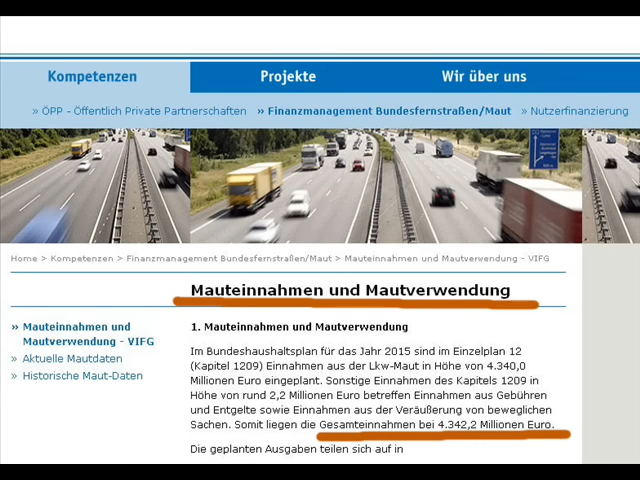 Kompetenzen Projekte Wir über uns
» ÖPP - Öffentlich Private Partnerschaften » Finanzmanagement Bundesfernstraßen/Maut » Nutzerfinanzierung
Home > Kompetenzen > Finanzmanagement Bundesfernstraßen/Maut > Mauteinnahmen und Mautverwendung - VIFG
Mauteinnahmen und Mautverwendung
» Mauteinnahmen und
Mautverwendung - VIFG
» Aktuelle Mautdaten
» Historische Maut-Daten
1. Mauteinnahmen und Mautverwendung
Im Bundeshaushaltsplan für das Jahr 2015 sind im Einzelplan 12
(Kapitel 1209) Einnahmen aus der Lkw-Maut in Höhe von 4.340,0
Millionen Euro eingeplant. Sonstige Einnahmen des Kapitels 1209 in
Höhe von rund 2,2 Millionen Euro betreffen Einnahmen aus Gebühren
und Entgelte sowie Einnahmen aus der Veräußerung von beweglichen
Sachen. Somit liegen die Gesamteinnahmen bei 4.342,2 Millionen Euro.
Die geplanten Ausgaben teilen sich auf in